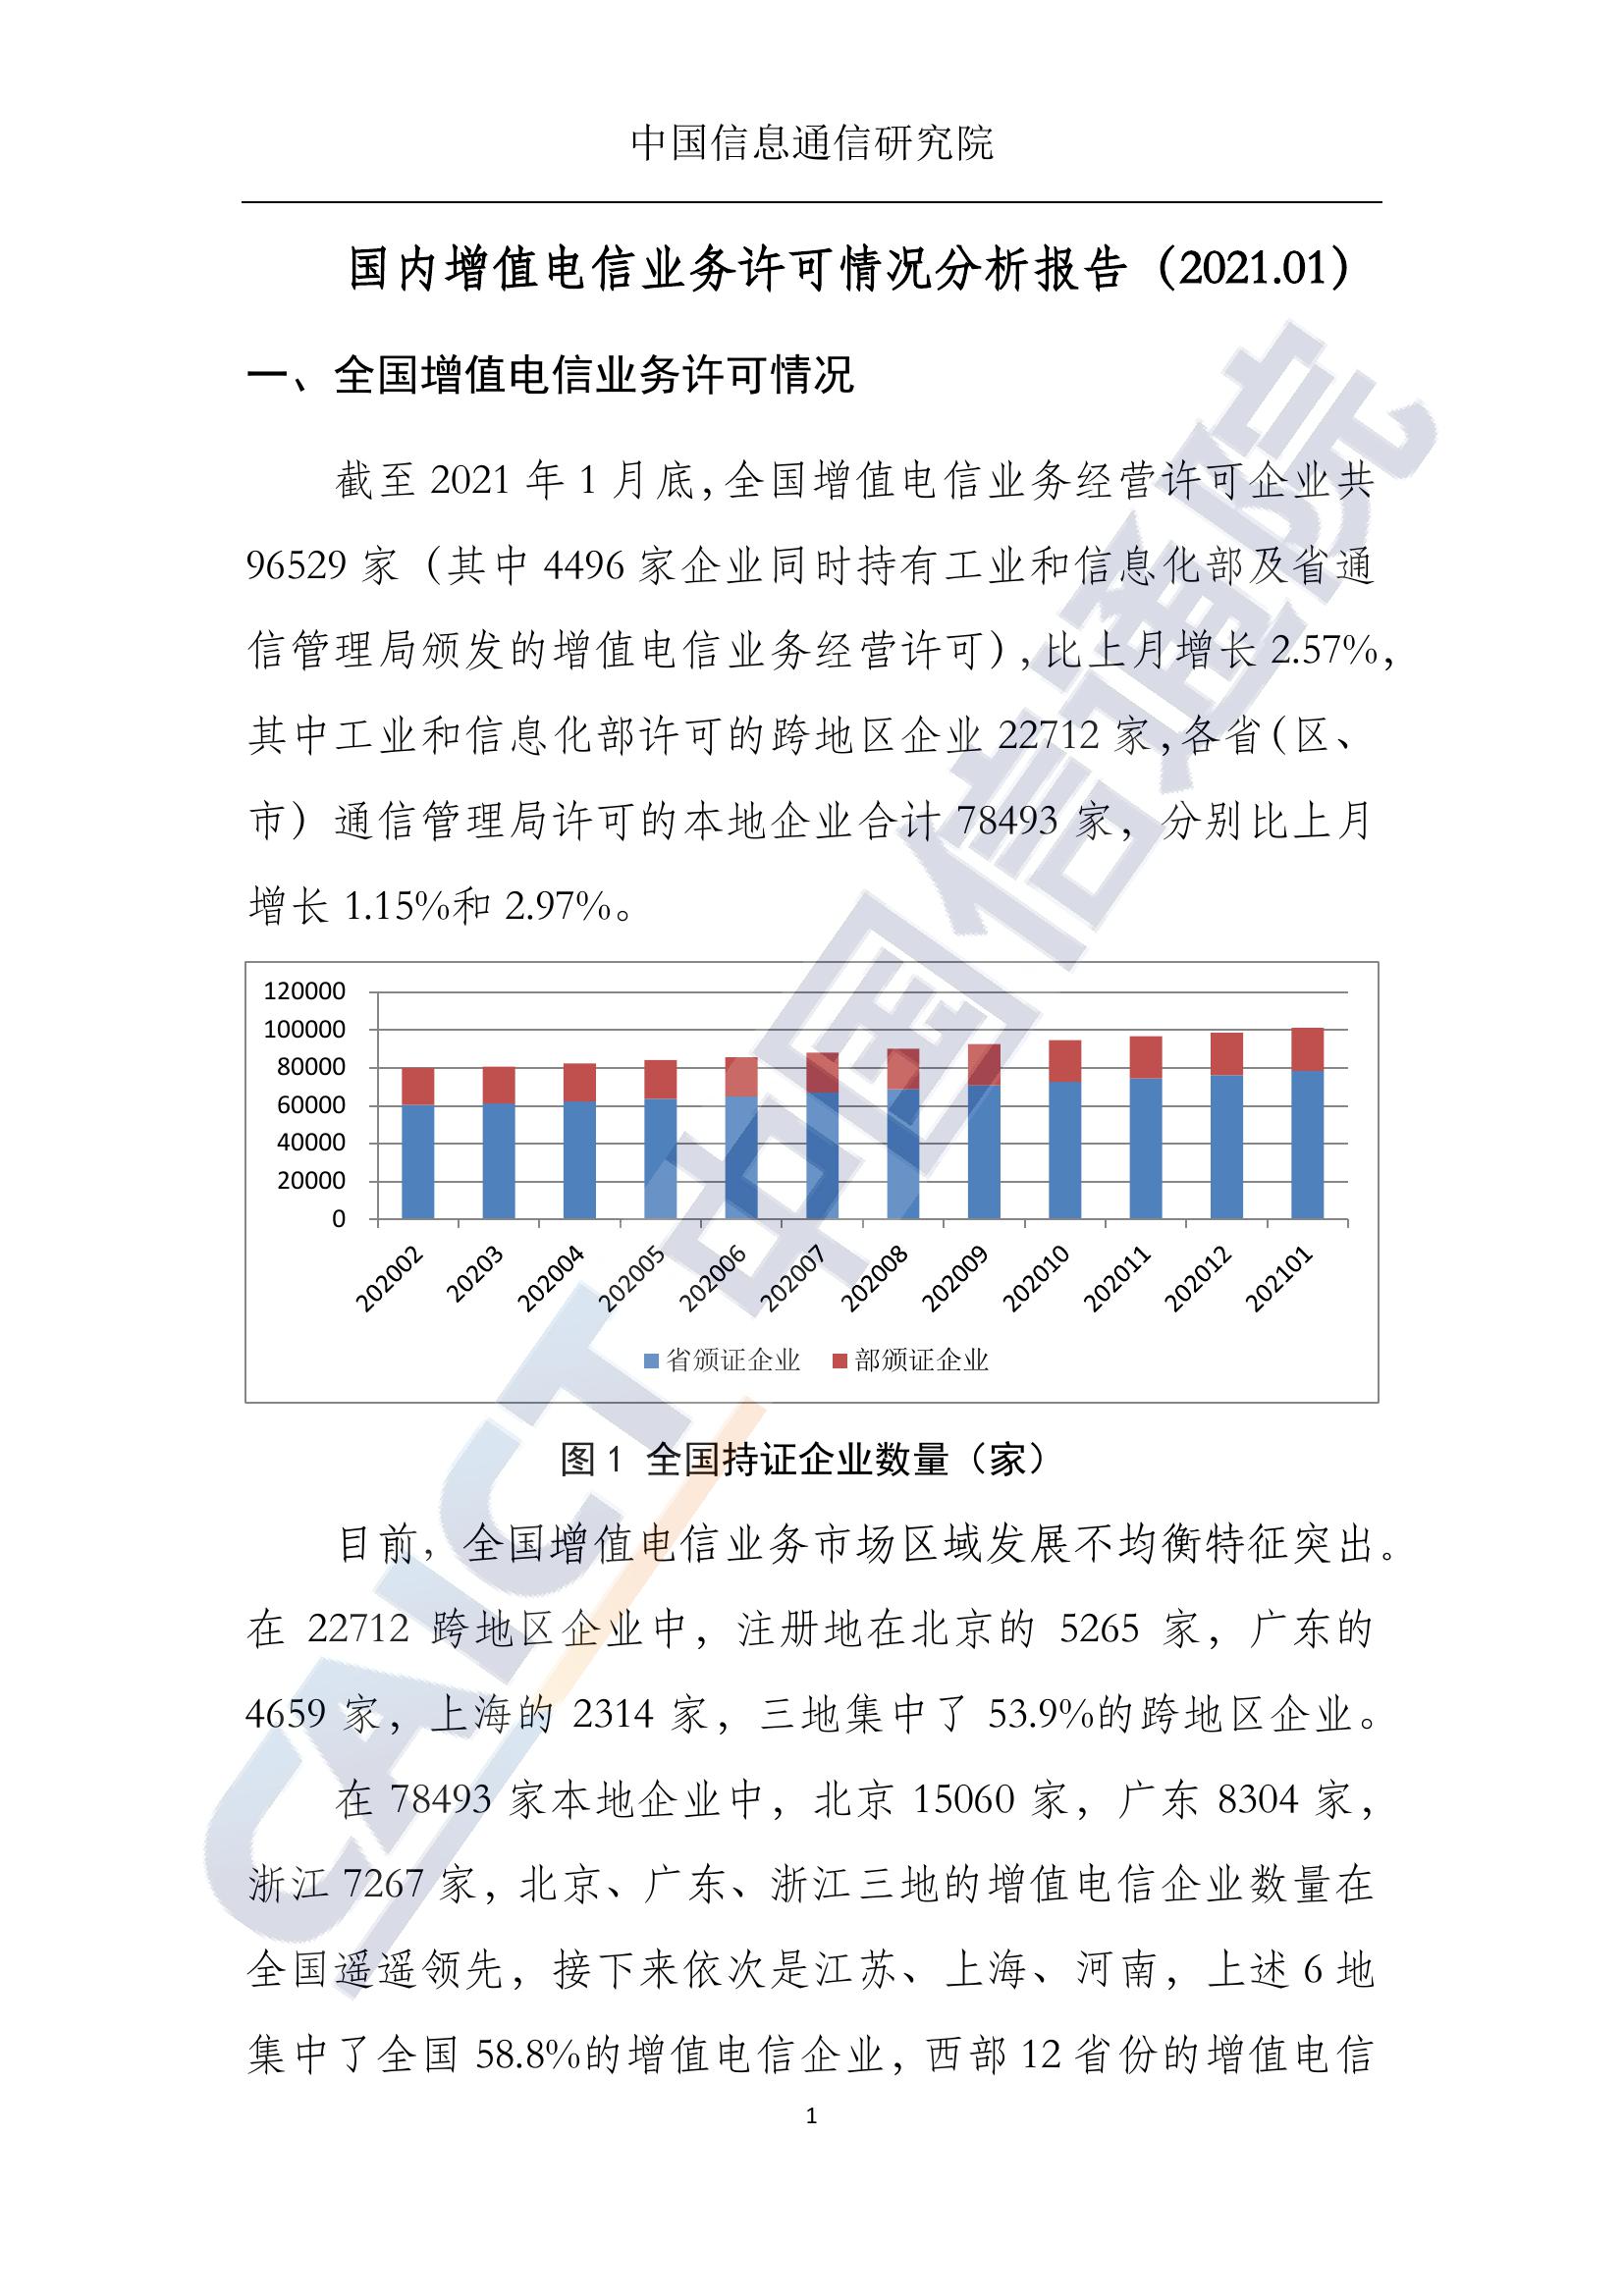 中国信息通信研究院
国内增值电信业务许可情况分析报告（2021.01）
一、全国增值电信业务许可情况
截至 2021 年 1 月底，全国增值电信业务经营许可企业共
96529 家（其中 4496 家企业同时持有工业和信息化部及省通
信管理局颁发的增值电信业务经营许可），比上月增长 2.57%，
其中工业和信息化部许可的跨地区企业 22712 家，各省（区、
市）通信管理局许可的本地企业合计 78493 家，分别比上月
增长 1.15%和 2.97%。
120000
100000
80000
60000
40000
20000
0
202002 20203 202004 202005 202006 202007 202008 202009 202010 202011 202012 202101
省颁证企业 部颁证企业
图 1 全国持证企业数量（家）
目前，全国增值电信业务市场区域发展不均衡特征突出。
在 22712 跨地区企业中，注册地在北京的 5265 家，广东的
4659 家，上海的 2314 家，三地集中了 53.9%的跨地区企业。
在 78493 家本地企业中，北京 15060 家，广东 8304 家，
浙江 7267 家，北京、广东、浙江三地的增值电信企业数量在
全国遥遥领先，接下来依次是江苏、上海、河南，上述 6 地
集中了全国 58.8%的增值电信企业，西部 12 省份的增值电信
1
CAICT 中国信通院